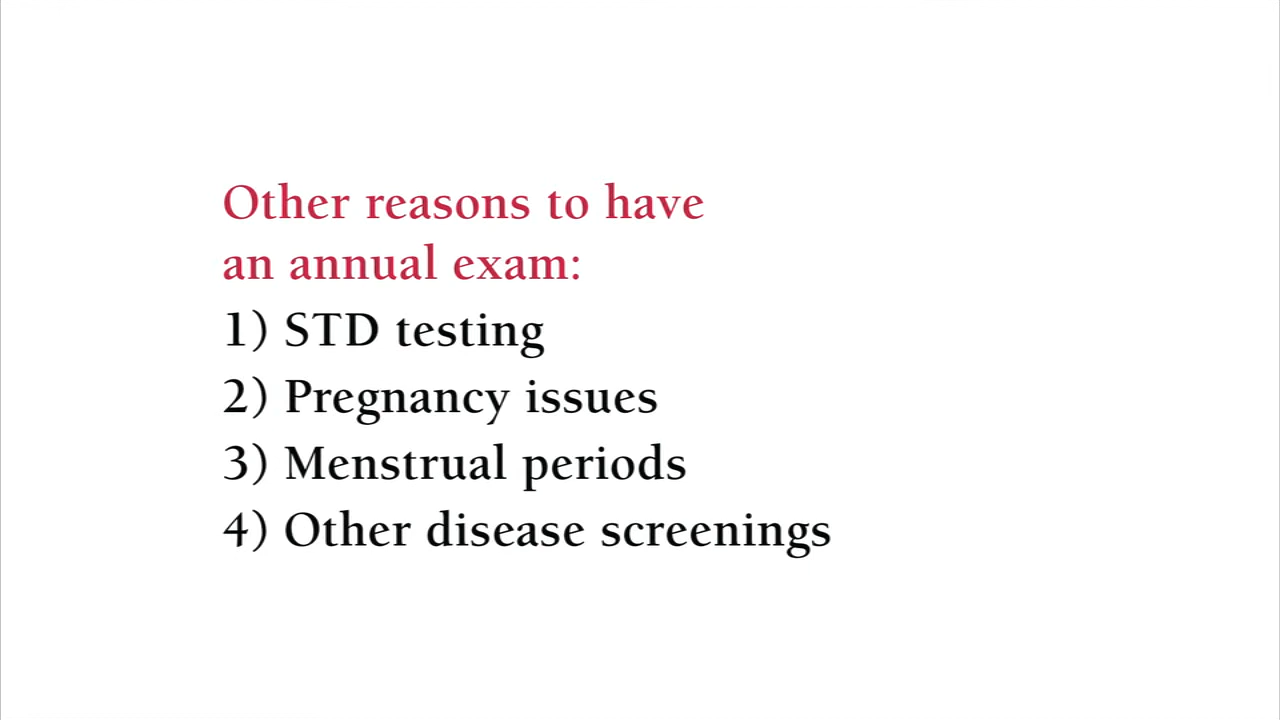 Other reasons to have
an annual exam:
1) STD testing
2) Pregnancy issues
3) Menstrual periods
4) Other disease screenings